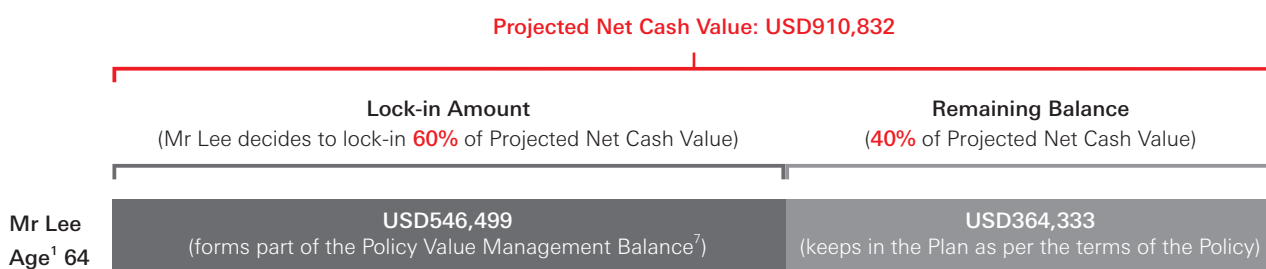 Projected Net Cash Value: USD910,832
Lock-in Amount
(Mr Lee decides to lock-in 60% of Projected Net Cash Value)
Remaining Balance
(40% of Projected Net Cash Value)
Mr Lee
Age1 64
USD546,499
(forms part of the Policy Value Management Balance7)
USD364,333
(keeps in the Plan as per the terms of the Policy)